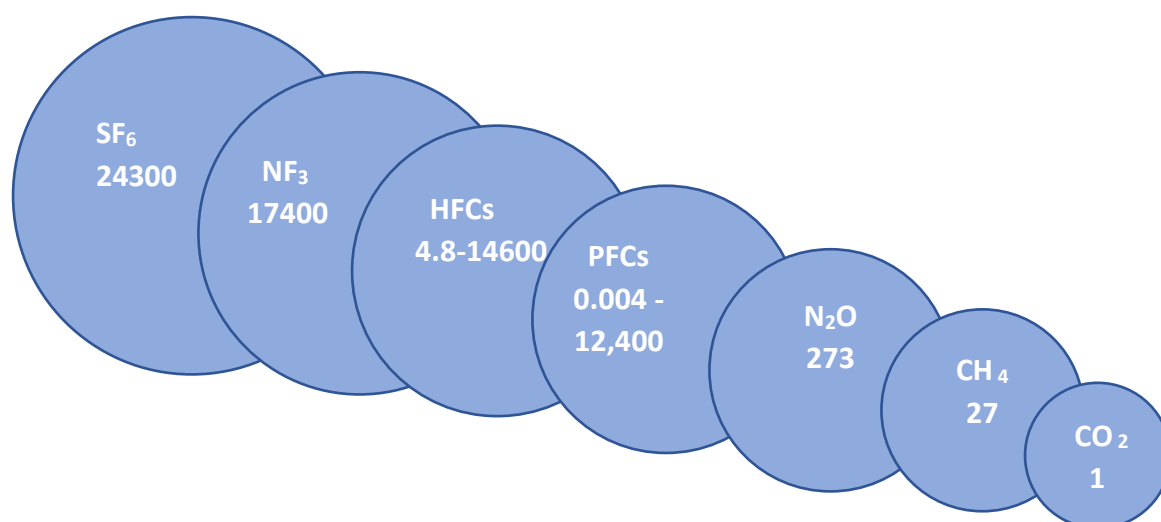 SF₆
24300
NF₃
17400
HFCs
4.8-14600
PFCs
0.004 -
12,400
N₂O
273
CH ₄
27
CO ₂
1